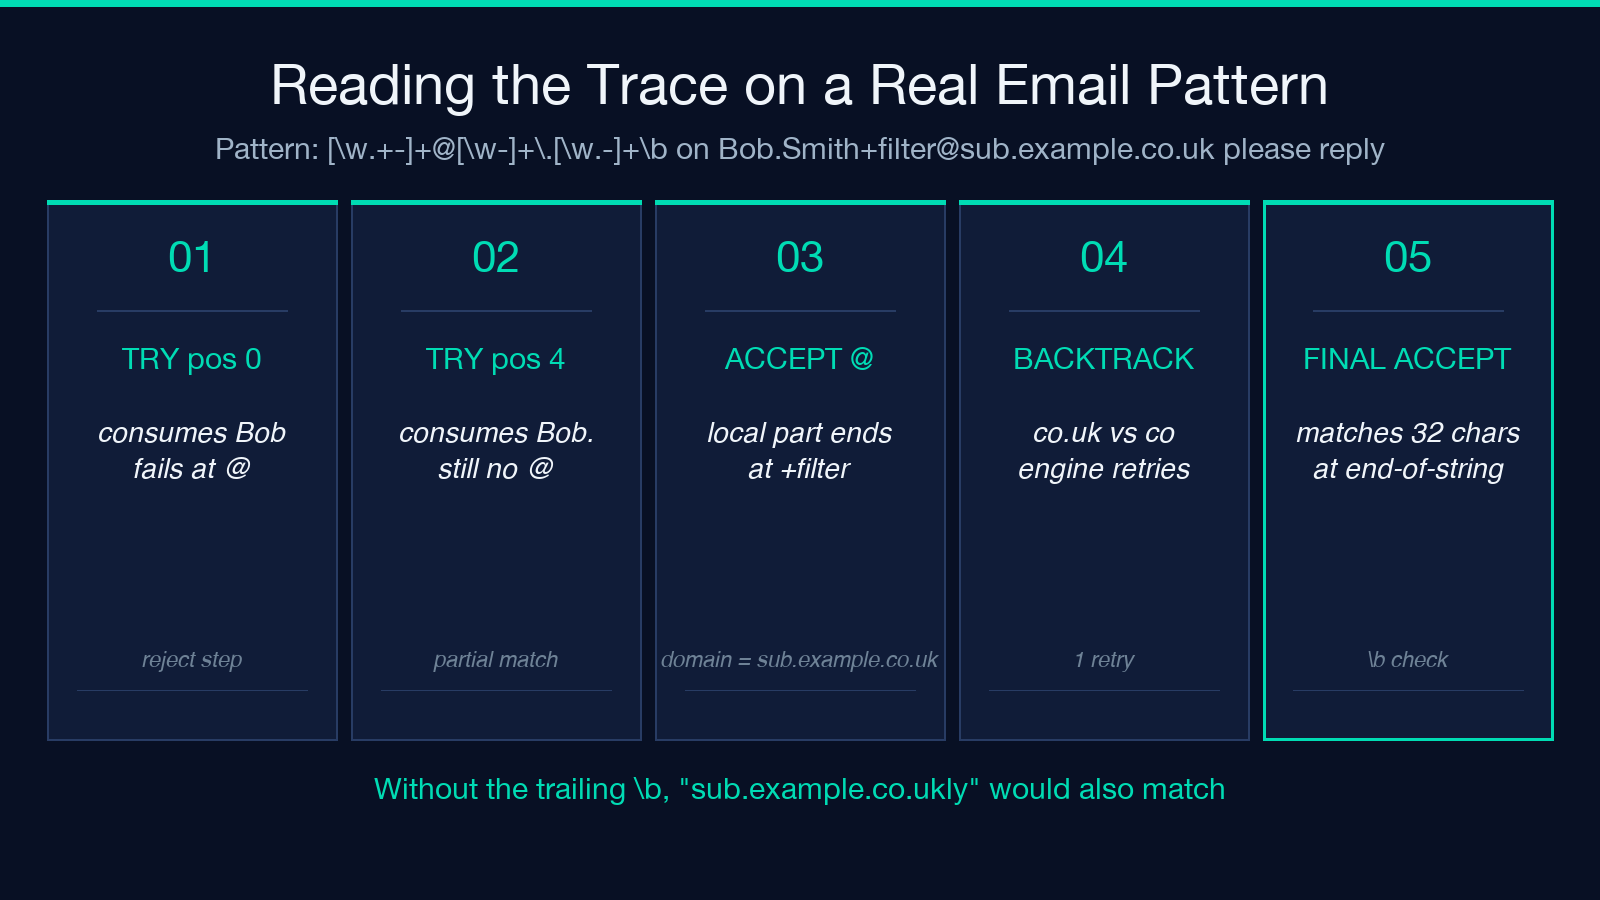 Reading the Trace on a Real Email Pattern
Pattern: [\w.+-]+@[\w-]+\.[\w.-]+\b on Bob.Smith+filter@sub.example.co.uk please reply
01
TRY pos 0
consumes Bob
fails at @
reject step
02
TRY pos 4
consumes Bob.
still no @
partial match
03
ACCEPT @
local part ends
at +filter
domain = sub.example.co.uk
04
BACKTRACK
co.uk vs co
engine retries
1 retry
05
FINAL ACCEPT
matches 32 chars
at end-of-string
\b check
Without the trailing \b, "sub.example.co.ukly" would also match